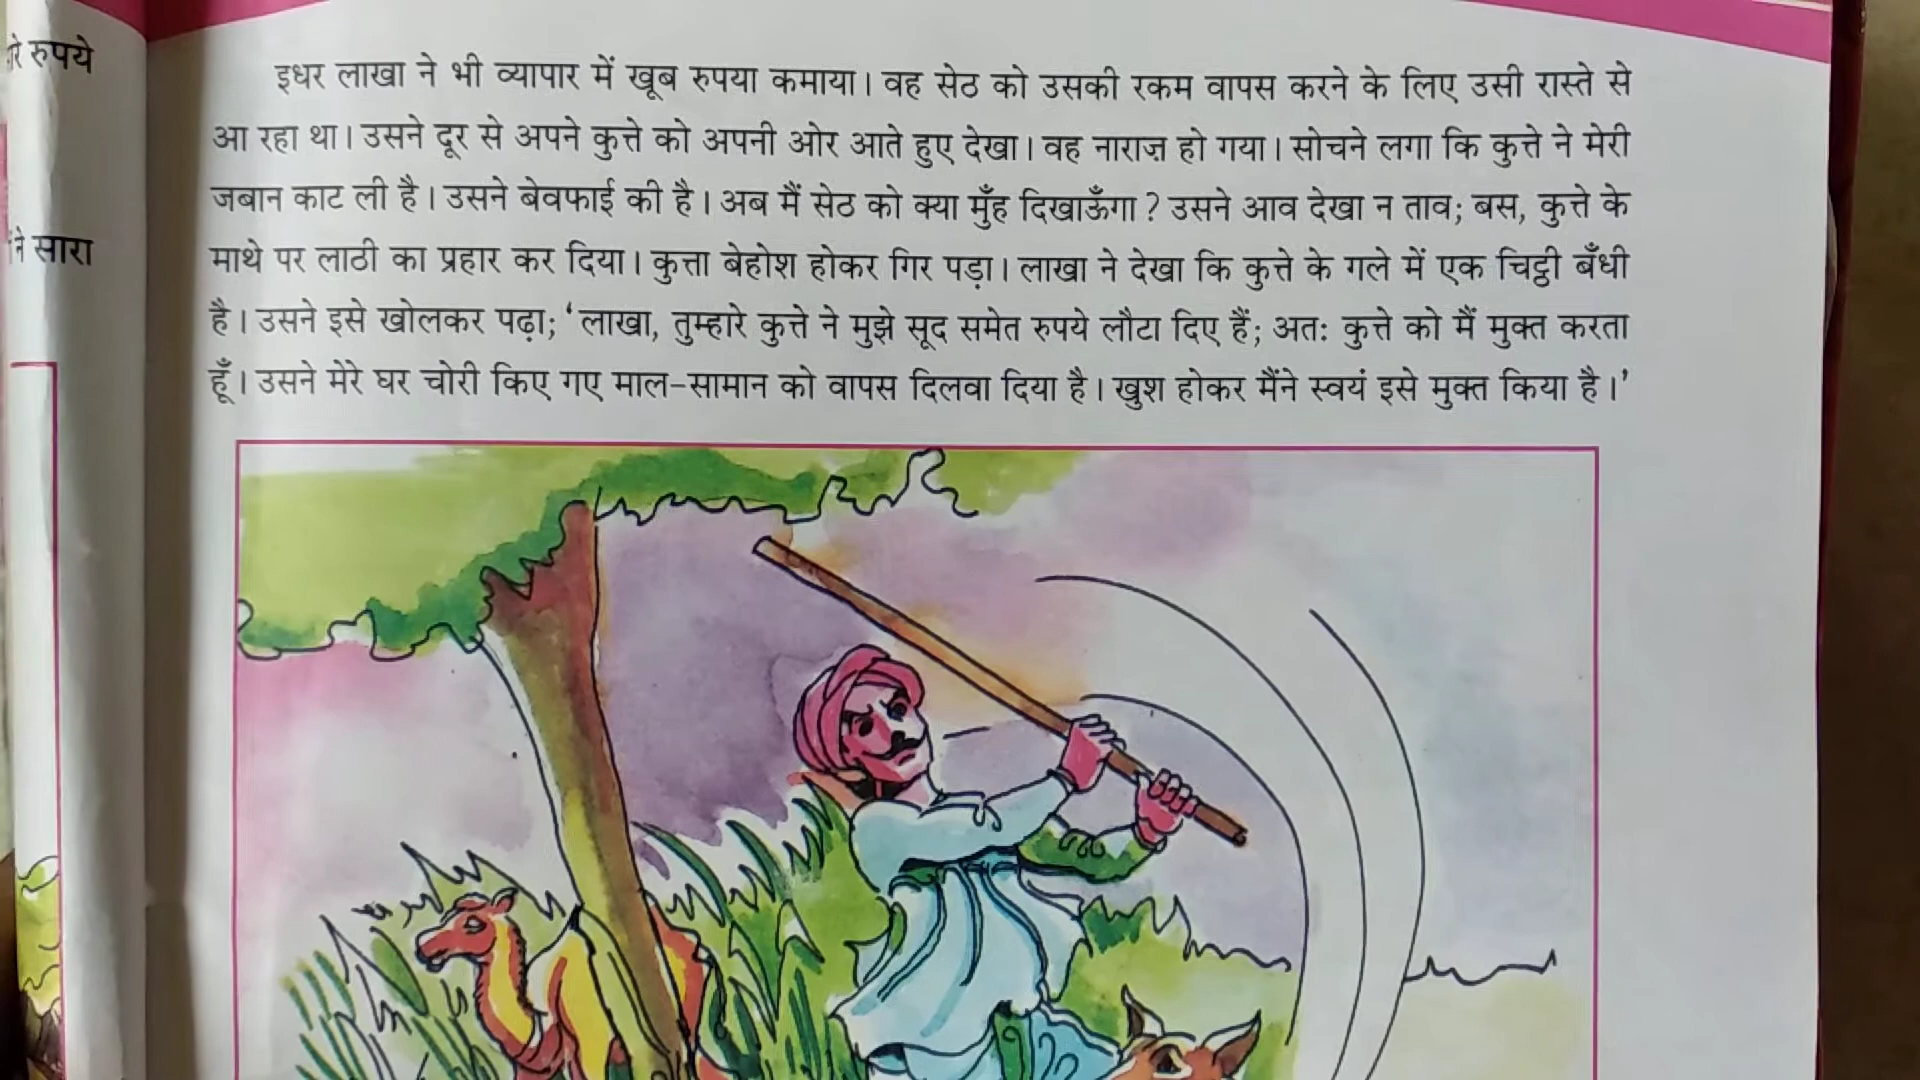 रुपये
सारा
इधर लाखा ने भी व्यापार में खूब रुपया कमाया। वह सेठ को उसकी रकम वापस करने के लिए उसी रास्ते से
आ रहा था। उसने दूर से अपने कुत्ते को अपनी ओर आते हुए देखा। वह नाराज़ हो गया। सोचने लगा कि कुत्ते ने मेरी
जबान काट ली है। उसने बेवफाई की है। अब मैं सेठ को क्या मुँह दिखाऊँगा? उसने आव देखा न ताव; बस, कुत्ते के
माथे पर लाठी का प्रहार कर दिया। कुत्ता बेहोश होकर गिर पड़ा। लाखा ने देखा कि कुत्ते के गले में एक चिट्ठी बँधी
है। उसने इसे खोलकर पढ़ा; ‘लाखा, तुम्हारे कुत्ते ने मुझे सूद समेत रुपये लौटा दिए हैं; अतः कुत्ते को मैं मुक्त करता
हूँ। उसने मेरे घर चोरी किए गए माल-सामान को वापस दिलवा दिया है। खुश होकर मैंने स्वयं इसे मुक्त किया है।’